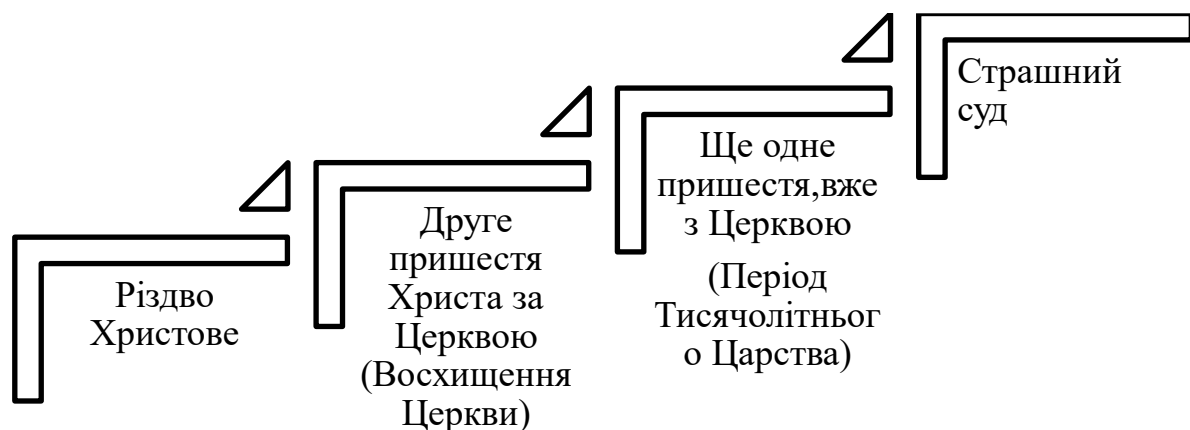 Різдво
Христове
Друге
пришестя
Христа за
Церквою
(Восхищення
Церкви)
Ще одне
пришестя,вже
з Церквою
(Період
Тисячолітньог
о Царства)
Страшний
суд